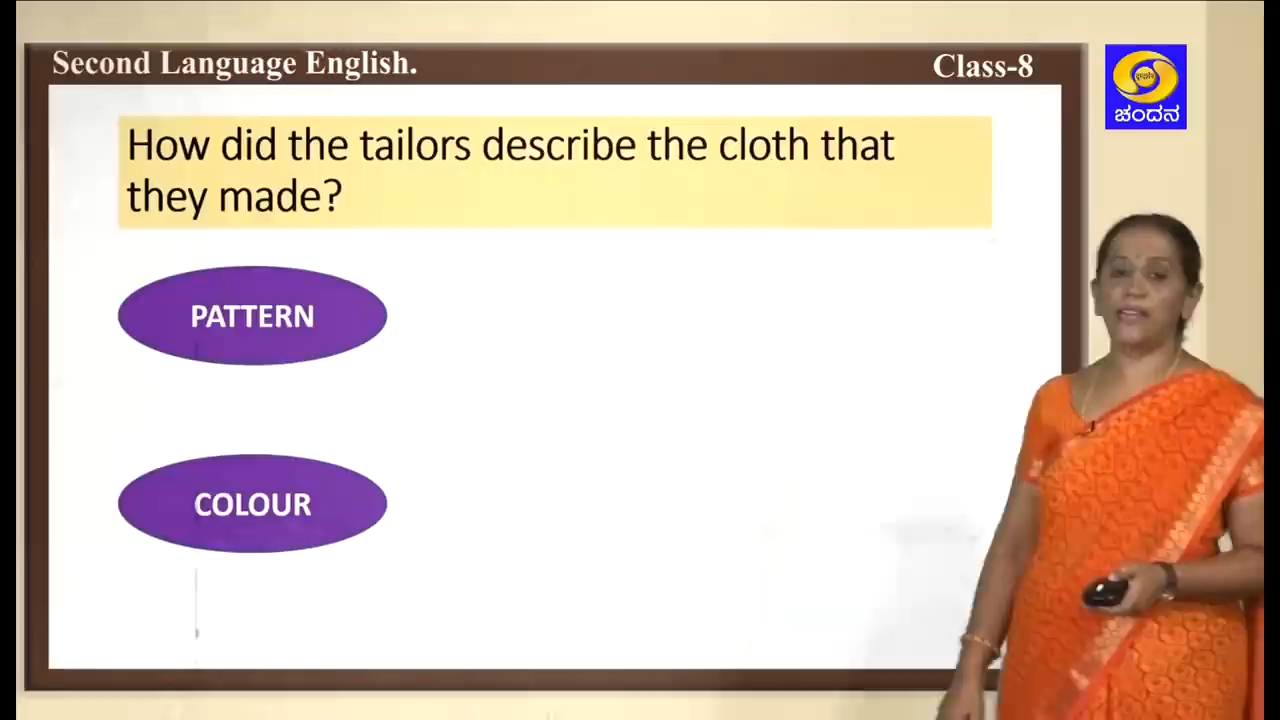 Second Language English.
Class-8
ಚಂದನ
How did the tailors describe the cloth that
they made?
PATTERN
COLOUR